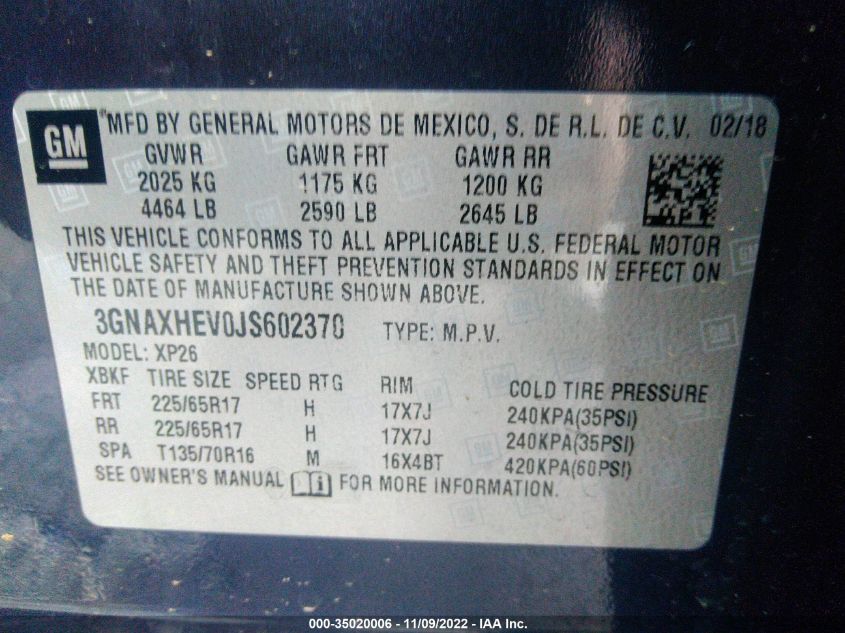 GM
MFD BY GENERAL MOTORS DE MEXICO, S. DE R.L. DE C.V. 02/18
GVWR GAWR FRT GAWR RR
2025 KG 1175 KG 1200 KG
4464 LB 2590 LB 2645 LB
THIS VEHICLE CONFORMS TO ALL APPLICABLE U.S. FEDERAL MOTOR
VEHICLE SAFETY AND THEFT PREVENTION STANDARDS IN EFFECT ON
THE DATE OF MANUFACTURE SHOWN ABOVE.
3GNAXHEV0JS602370 TYPE: M.P.V.
MODEL: XP26
XBKF TIRE SIZE SPEED RTG RIM COLD TIRE PRESSURE
FRT 225/65R17 H 17X7J 240KPA(35PSI)
RR 225/65R17 H 17X7J 240KPA(35PSI)
SPA T135/70R16 M 16X4BT 420KPA(60PSI)
SEE OWNER'S MANUAL FOR MORE INFORMATION.
000-35020006 - 11/09/2022 - IAA Inc.